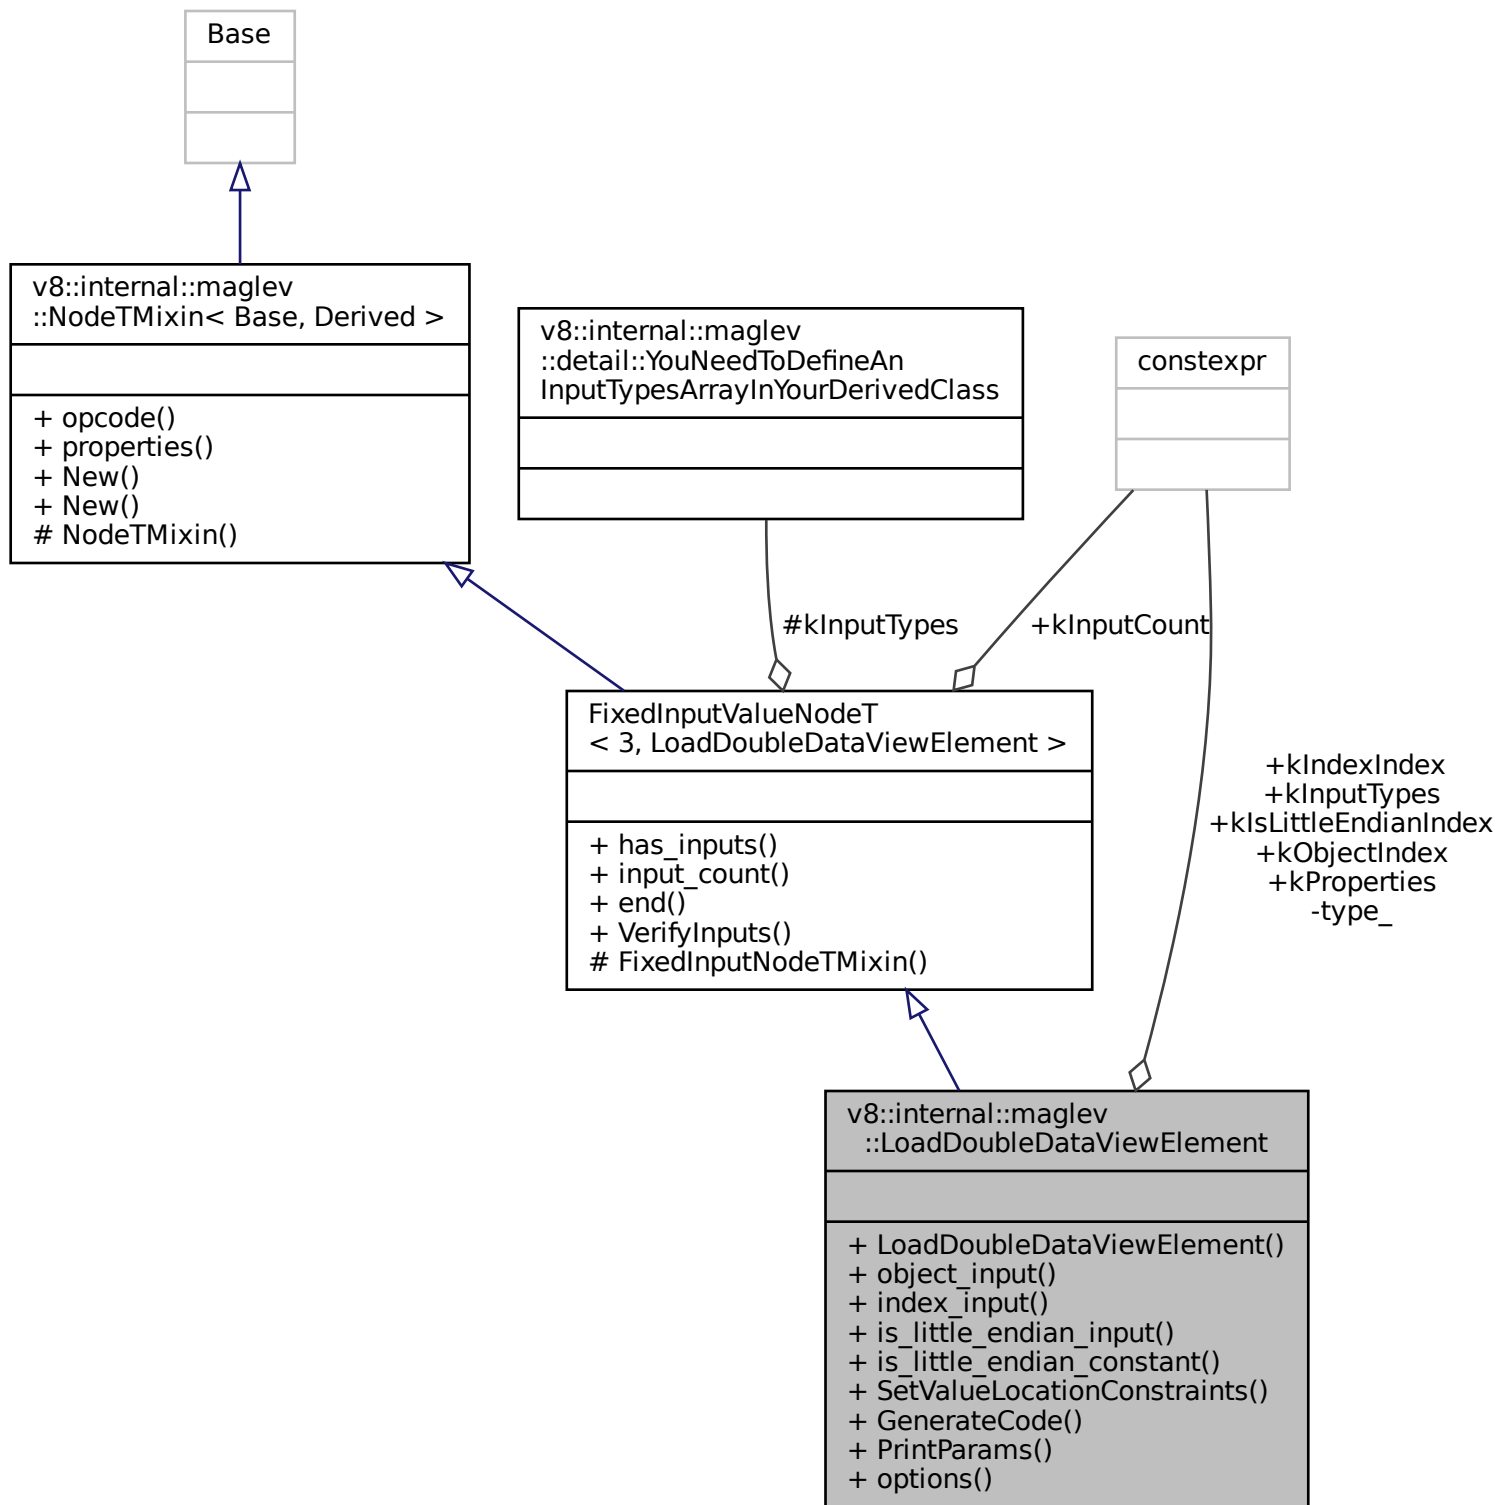 Base
v8::internal::maglev
::NodeTMixin< Base, Derived >
+ opcode()
+ properties()
+ New()
+ New()
# NodeTMixin()
v8::internal::maglev
::detail::YouNeedToDefineAn
InputTypesArrayInYourDerivedClass
constexpr
#kInputTypes
+kInputCount
FixedInputValueNodeT
< 3, LoadDoubleDataViewElement >
+ has_inputs()
+ input_count()
+ end()
+ VerifyInputs()
# FixedInputNodeTMixin()
+kIndexIndex
+kInputTypes
+kIsLittleEndianIndex
+kObjectIndex
+kProperties
-type_
v8::internal::maglev
::LoadDoubleDataViewElement
+ LoadDoubleDataViewElement()
+ object_input()
+ index_input()
+ is_little_endian_input()
+ is_little_endian_constant()
+ SetValueLocationConstraints()
+ GenerateCode()
+ PrintParams()
+ options()